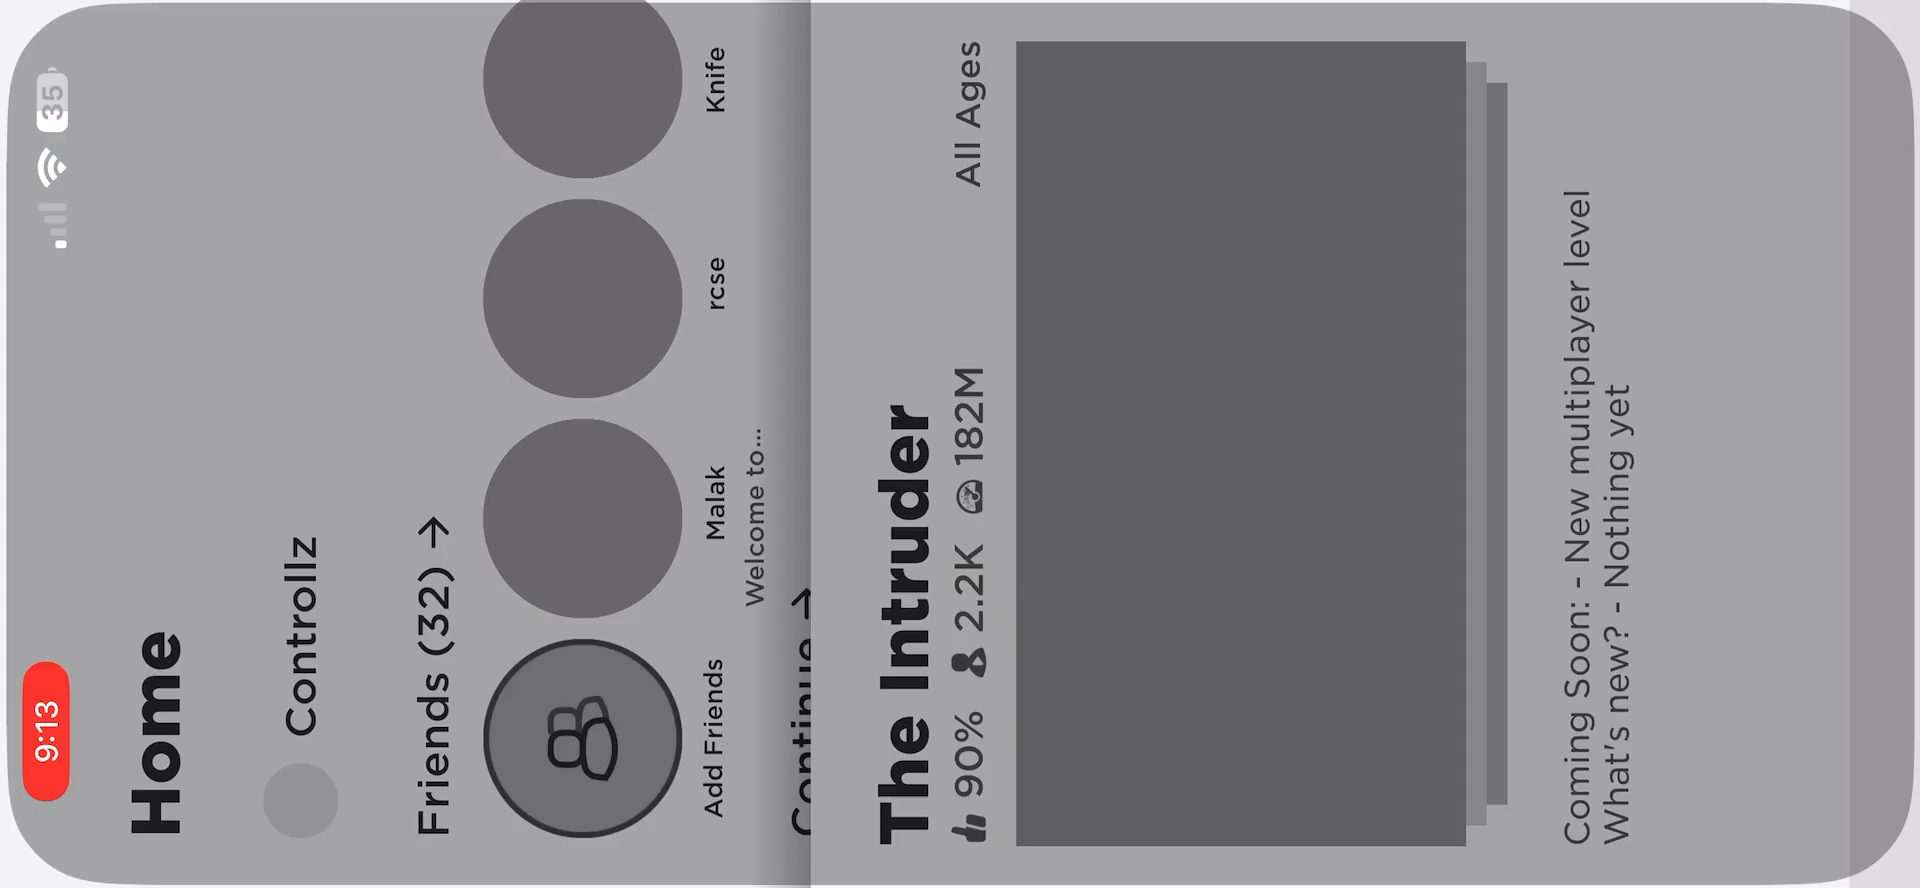 9:13
35
Home
Controllz
Friends (32)
Add Friends
Malak
rcse
Knife
Welcome to...
Continue
The Intruder
90% 2.2K 182M All Ages
Coming Soon: - New multiplayer level
What's new? - Nothing yet